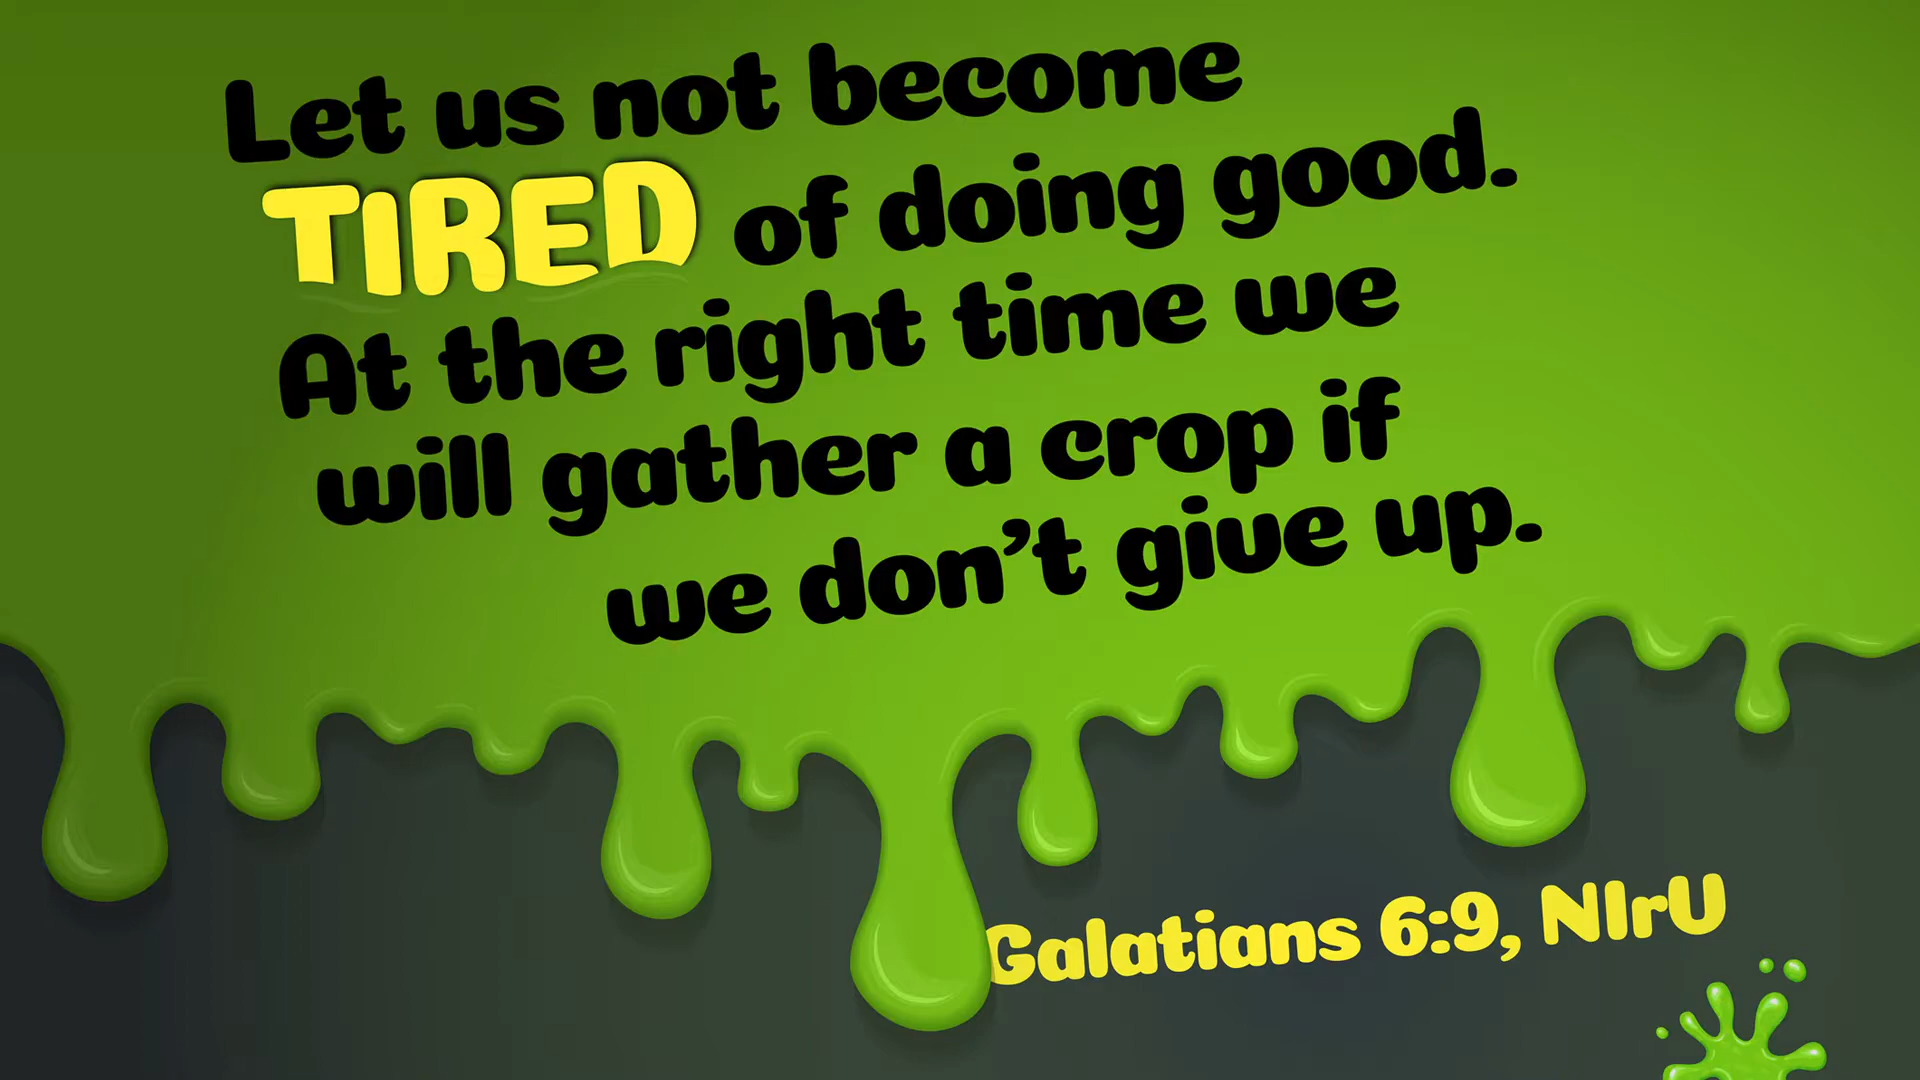 Let us not become
TIRED of doing good.
At the right time we
will gather a crop if
we don’t give up.
Galatians 6:9, NIrU